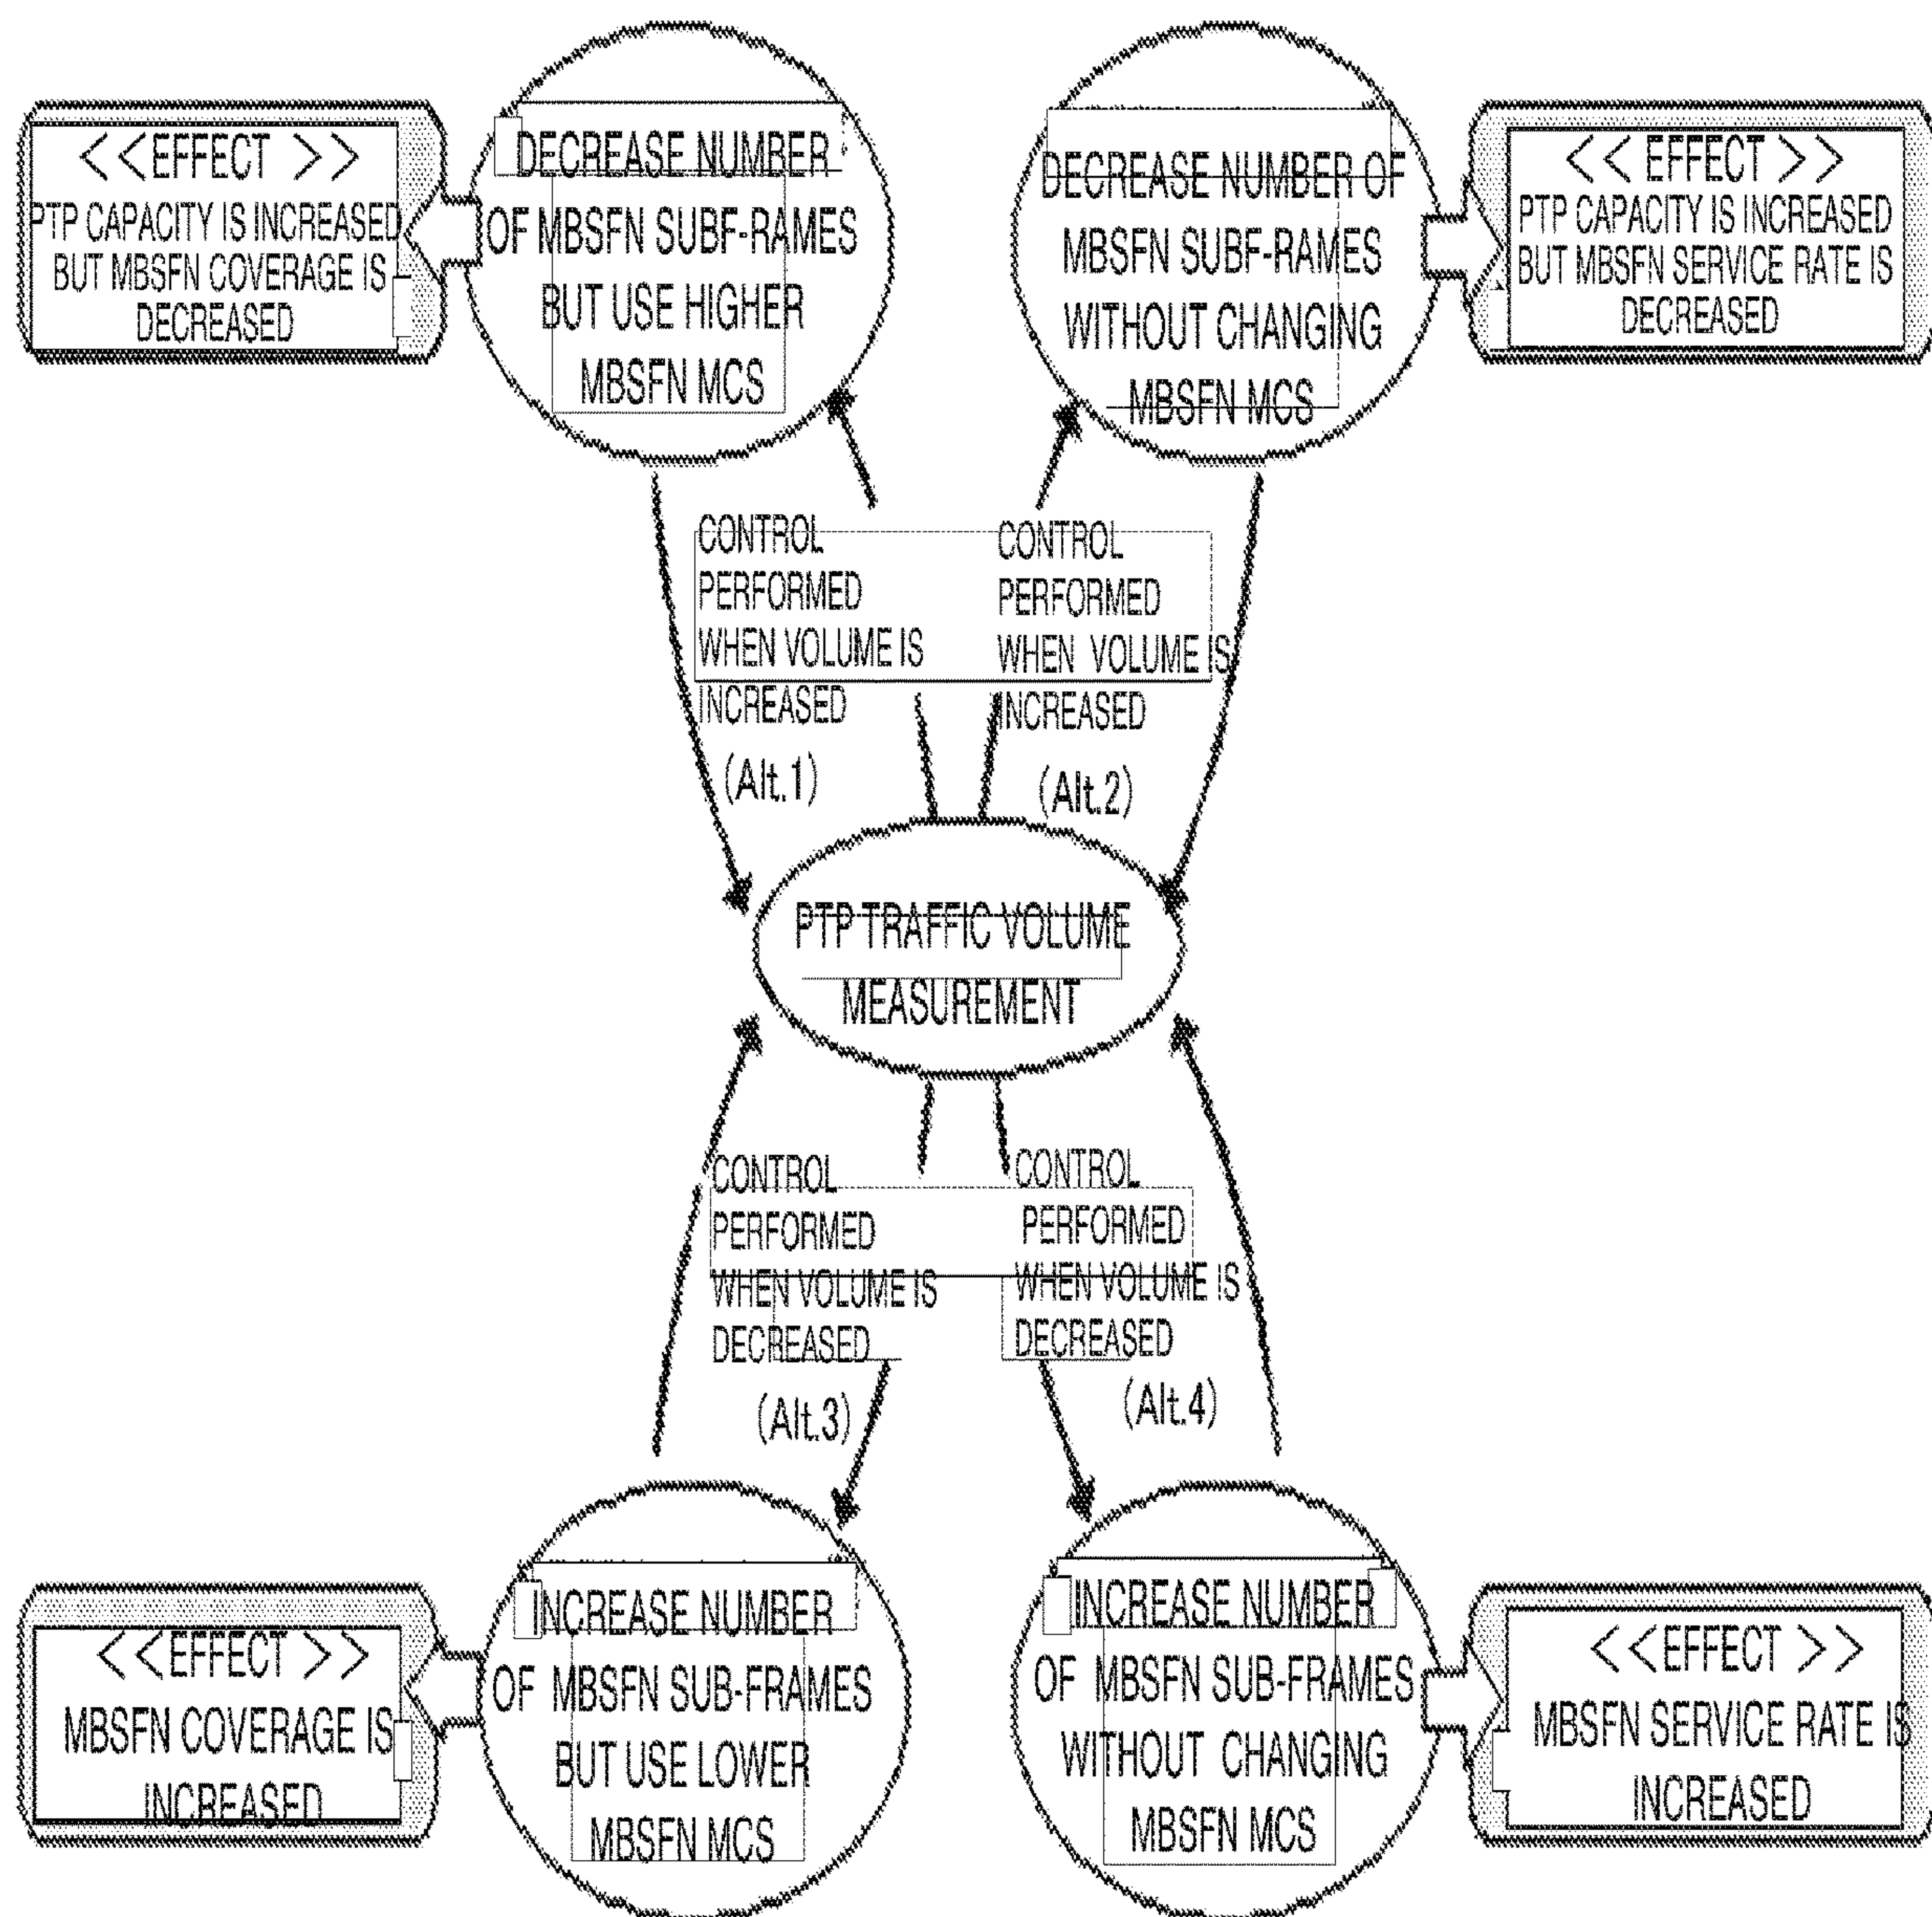 <<EFFECT >>
PTP CAPACITY IS INCREASED
BUT MBSFN COVERAGE IS
DECREASED
DECREASE NUMBER
OF MBSFN SUBF-RAMES
BUT USE HIGHER
MBSFN MCS
DECREASE NUMBER OF
MBSFN SUBF-RAMES
WITHOUT CHANGING
MBSFN MCS
<< EFFECT >>
PTP CAPACITY IS INCREASED
BUT MBSFN SERVICE RATE IS
DECREASED
CONTROL
PERFORMED
WHEN VOLUME IS
INCREASED
(Alt.1)
CONTROL
PERFORMED
WHEN VOLUME IS
INCREASED
(Alt.2)
PTP TRAFFIC VOLUME
MEASUREMENT
CONTROL
PERFORMED
WHEN VOLUME IS
DECREASED
(Alt.3)
CONTROL
PERFORMED
WHEN VOLUME IS
DECREASED
(Alt.4)
<<EFFECT >>
MBSFN COVERAGE IS
INCREASED
INCREASE NUMBER
OF MBSFN SUB-FRAMES
BUT USE LOWER
MBSFN MCS
INCREASE NUMBER
OF MBSFN SUB-FRAMES
WITHOUT CHANGING
MBSFN MCS
<<EFFECT >>
MBSFN SERVICE RATE IS
INCREASED